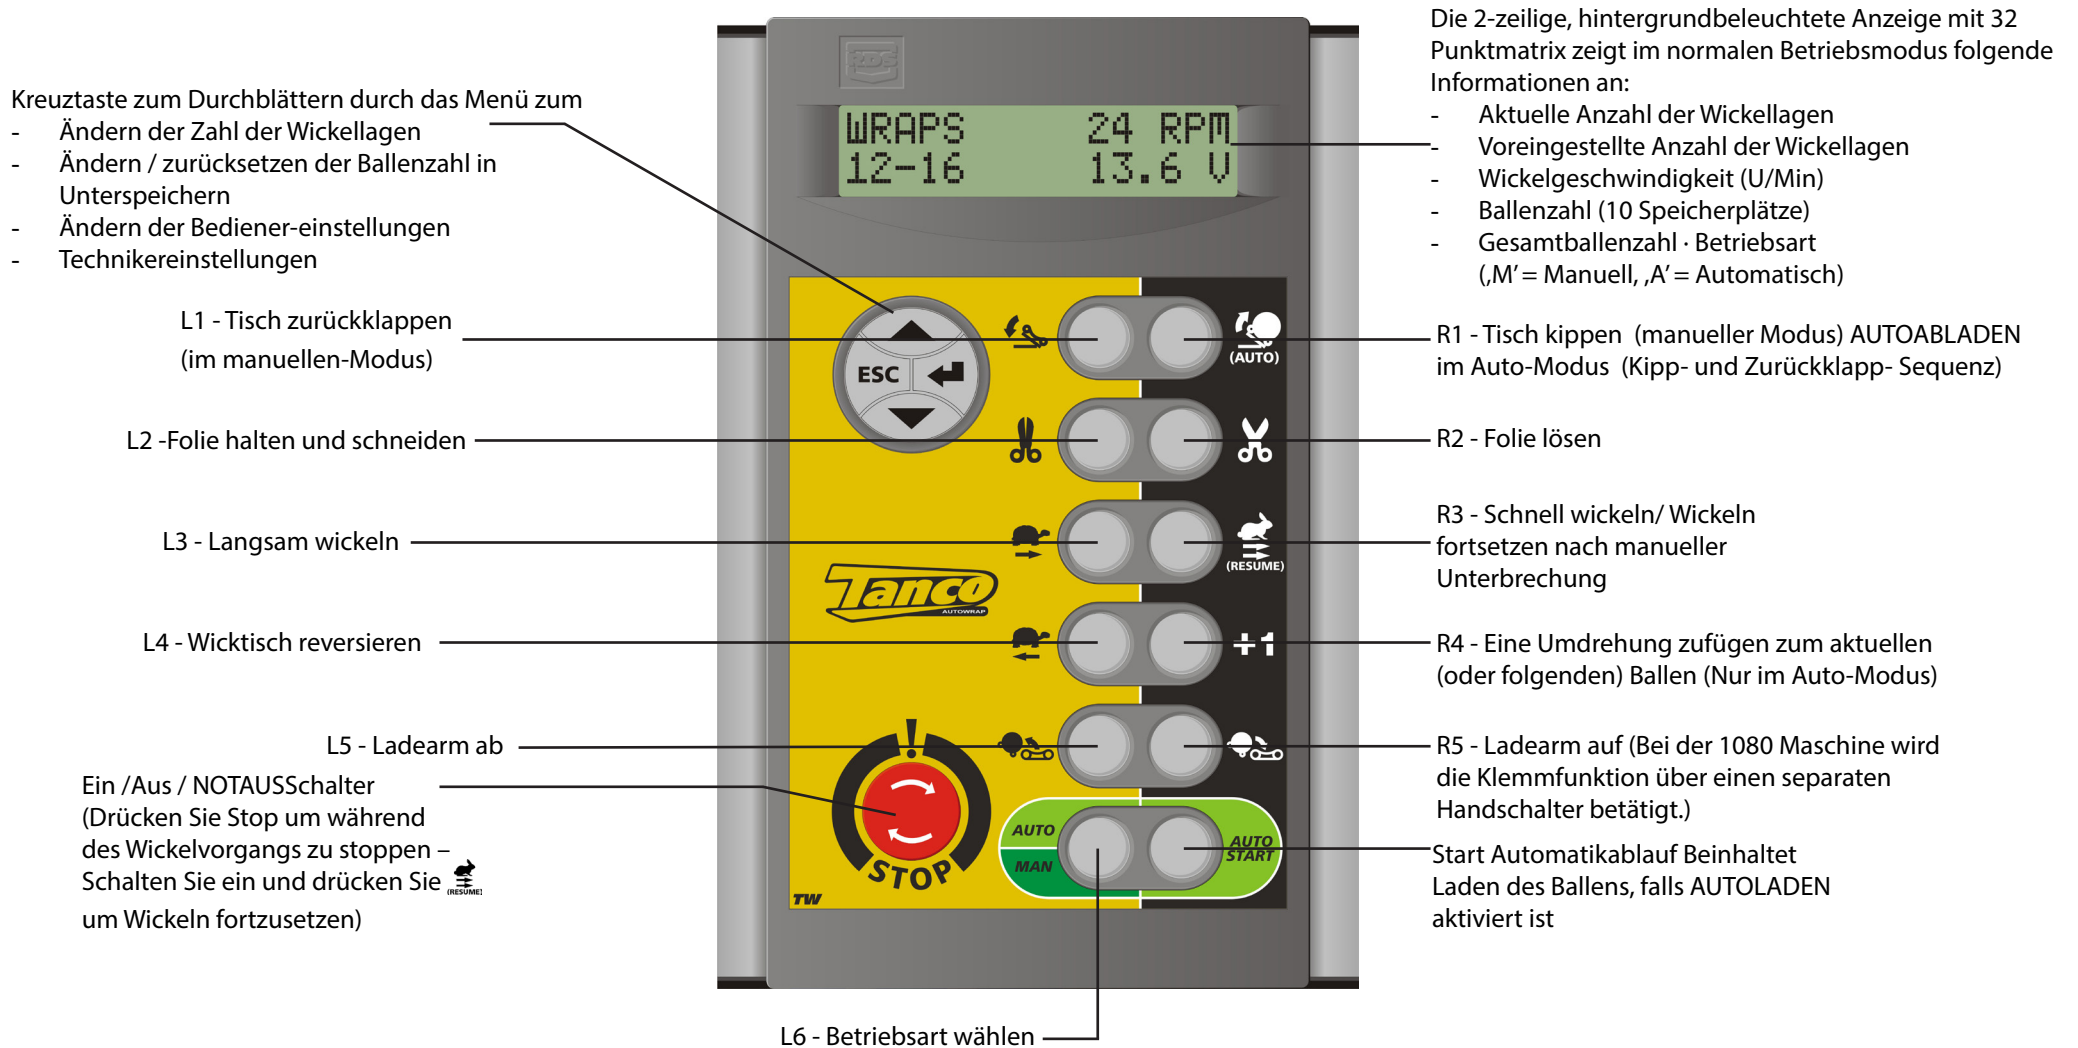 Kreuztaste zum Durchblättern durch das Menü zum
- Ändern der Zahl der Wickellagen
- Ändern / zurücksetzen der Ballenzahl in
Unterspeichern
- Ändern der Bediener-einstellungen
- Technikereinstellungen
L1 - Tisch zurückklappen
(im manuellen-Modus)
L2 -Folie halten und schneiden
L3 - Langsam wickeln
L4 - Wicktisch reversieren
L5 - Ladearm ab
Ein /Aus / NOTAUSSchalter
(Drücken Sie Stop um während
des Wickelvorgangs zu stoppen –
Schalten Sie ein und drücken Sie (RESUME)
um Wickeln fortzusetzen)
RDS
WRAPS 24 RPM
12-16 13.6 V
ESC
(AUTO)
(RESUME)
Tanco
AUTOWRAP
+1
!
STOP
AUTO
MAN
AUTO
START
TW
L6 - Betriebsart wählen
Die 2-zeilige, hintergrundbeleuchtete Anzeige mit 32
Punktmatrix zeigt im normalen Betriebsmodus folgende
Informationen an:
- Aktuelle Anzahl der Wickellagen
- Voreingestellte Anzahl der Wickellagen
- Wickelgeschwindigkeit (U/Min)
- Ballenzahl (10 Speicherplätze)
- Gesamtballenzahl · Betriebsart
(‚M’ = Manuell, ‚A’ = Automatisch)
R1 - Tisch kippen (manueller Modus) AUTOABLADEN
im Auto-Modus (Kipp- und Zurückklapp- Sequenz)
R2 - Folie lösen
R3 - Schnell wickeln/ Wickeln
fortsetzen nach manueller
Unterbrechung
R4 - Eine Umdrehung zufügen zum aktuellen
(oder folgenden) Ballen (Nur im Auto-Modus)
R5 - Ladearm auf (Bei der 1080 Maschine wird
die Klemmfunktion über einen separaten
Handschalter betätigt.)
Start Automatikablauf Beinhaltet
Laden des Ballens, falls AUTOLADEN
aktiviert ist